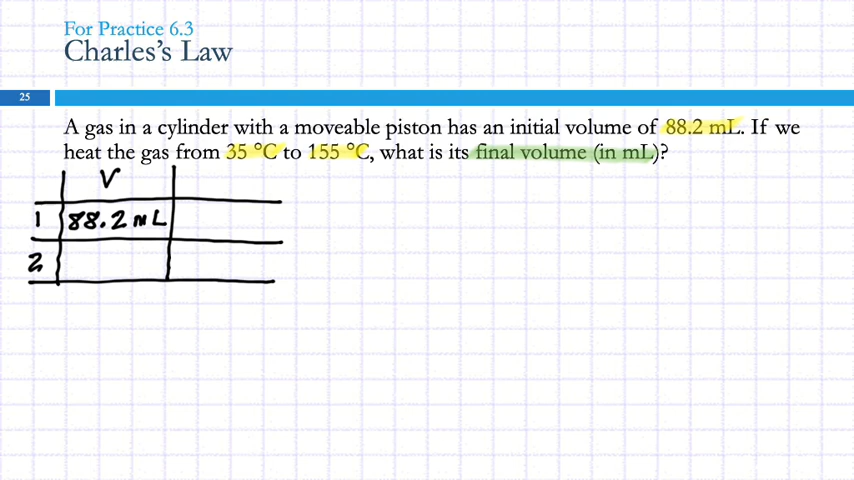 For Practice 6.3
Charles's Law
25
A gas in a cylinder with a moveable piston has an initial volume of 88.2 mL. If we
heat the gas from 35 °C to 155 °C, what is its final volume (in mL)?
V
1 88.2 mL
2